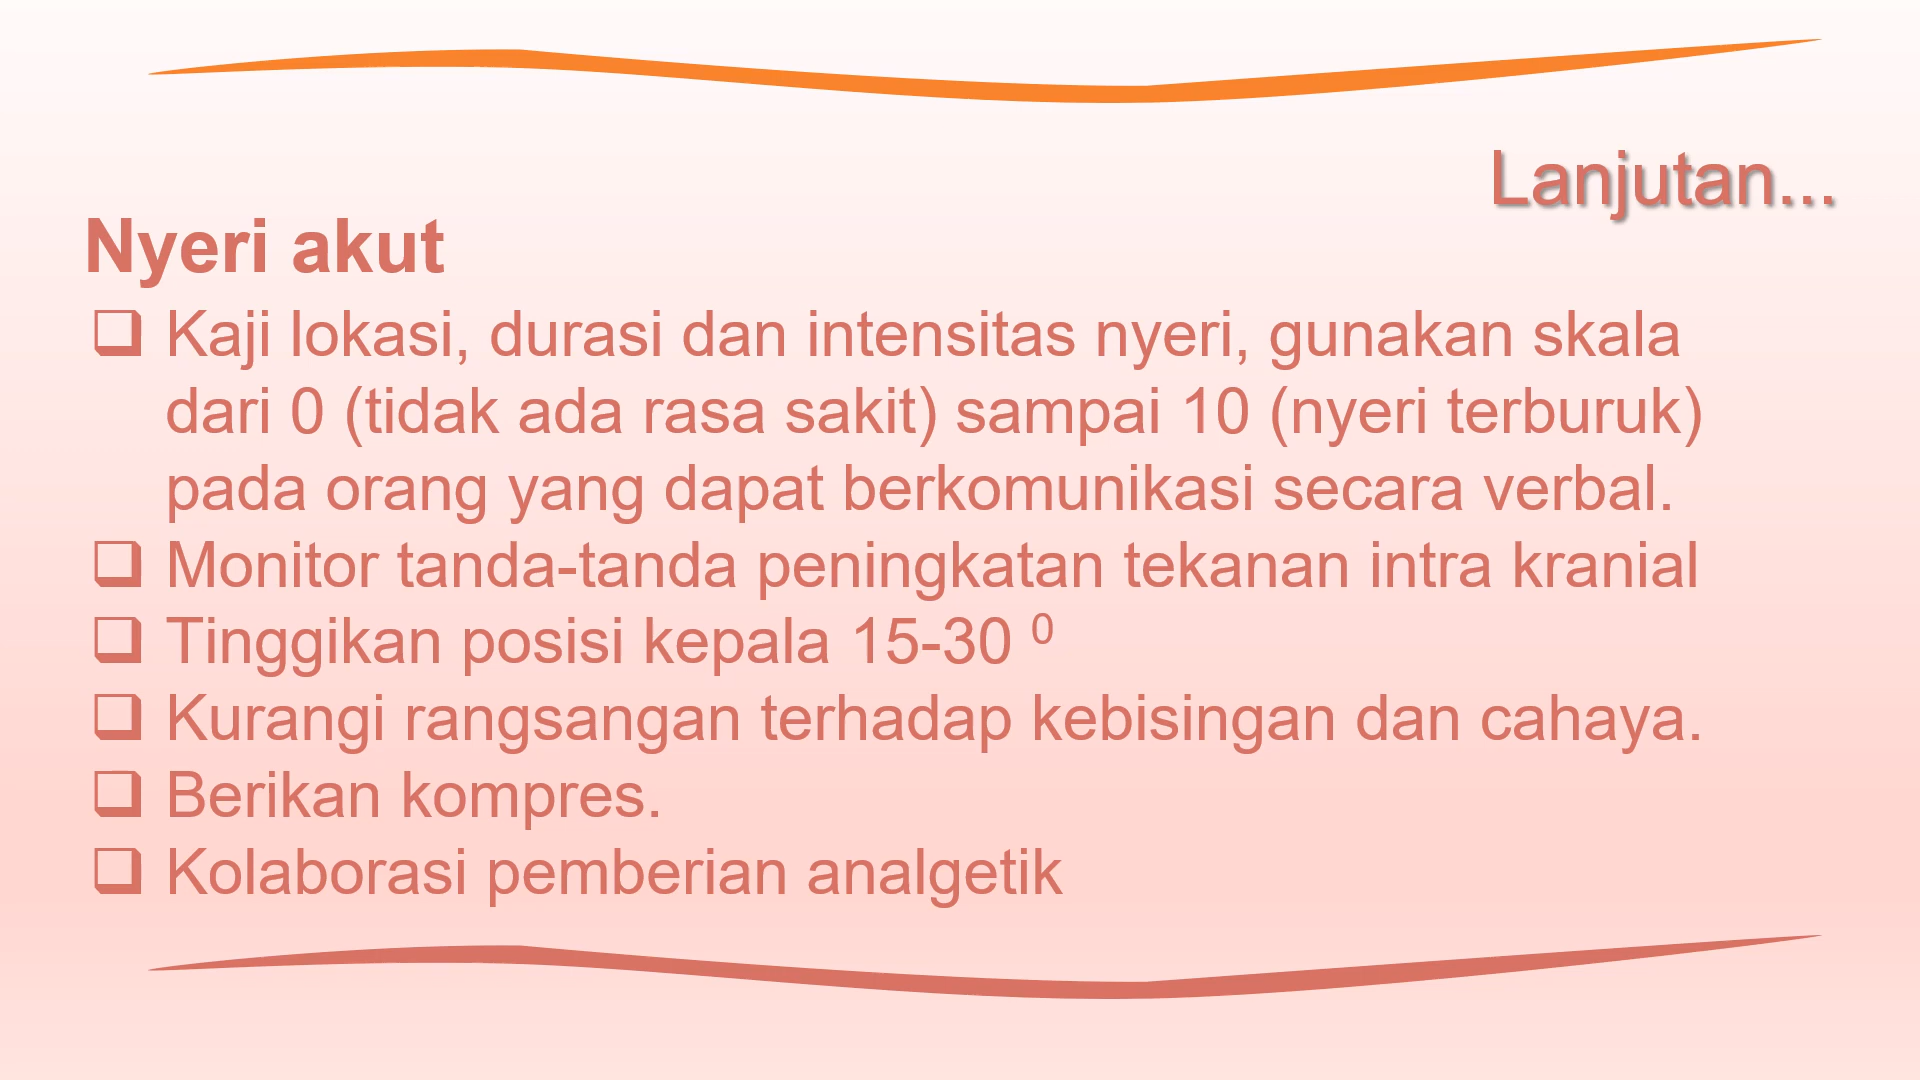 Lanjutan...
Nyeri akut
❑ Kaji lokasi, durasi dan intensitas nyeri, gunakan skala
dari 0 (tidak ada rasa sakit) sampai 10 (nyeri terburuk)
pada orang yang dapat berkomunikasi secara verbal.
❑ Monitor tanda-tanda peningkatan tekanan intra kranial
❑ Tinggikan posisi kepala 15-30 ⁰
❑ Kurangi rangsangan terhadap kebisingan dan cahaya.
❑ Berikan kompres.
❑ Kolaborasi pemberian analgetik